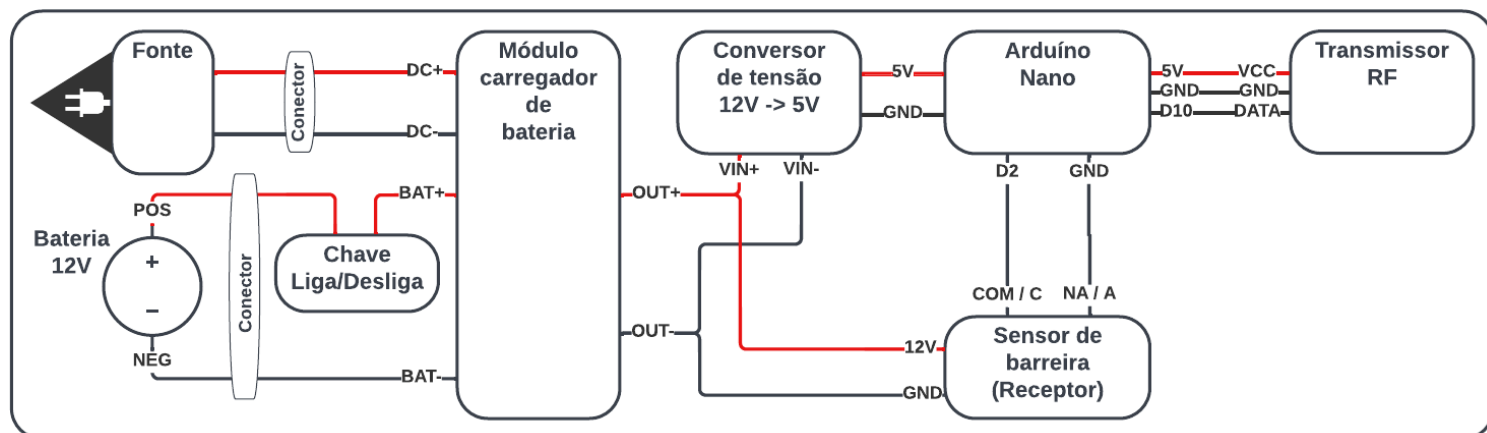 Fonte
Conector
DC+
DC-
Módulo
carregador
de
bateria
Conversor
de tensão
12V -> 5V
5V
GND
Arduíno
Nano
5V
VCC
GND
GND
D10
DATA
Transmissor
RF
VIN+
VIN-
D2
GND
POS
Bateria
12V
+
−
NEG
Conector
Chave
Liga/Desliga
BAT+
BAT-
OUT+
OUT-
COM / C
NA / A
12V
GND
Sensor de
barreira
(Receptor)